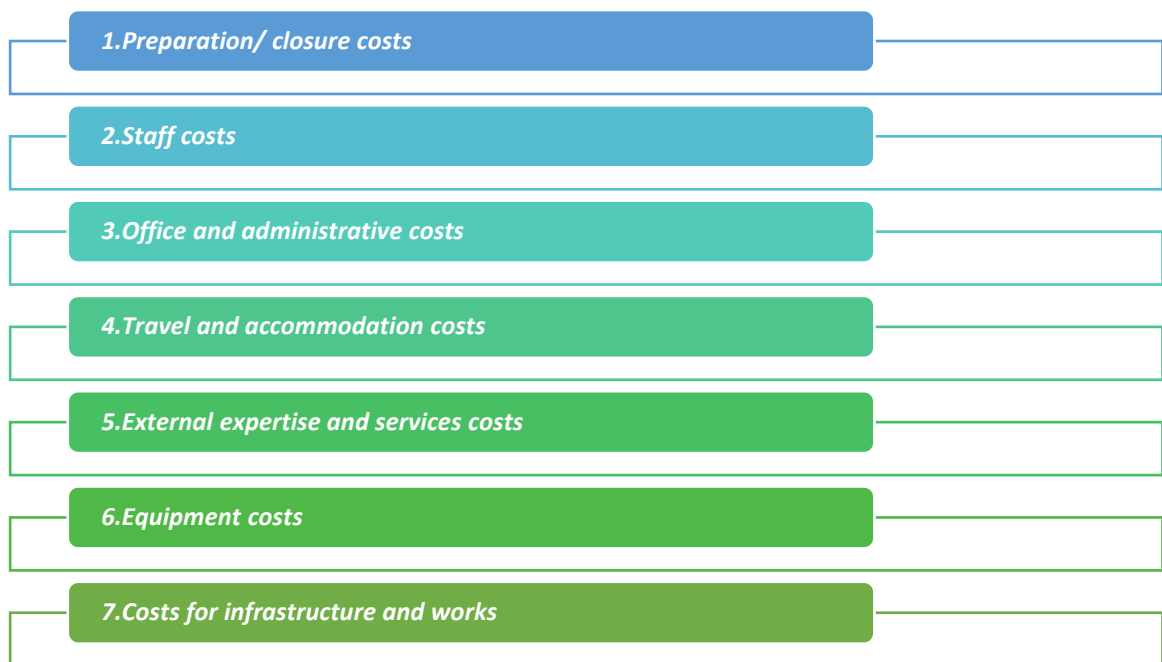 1.Preparation/ closure costs
2.Staff costs
3.Office and administrative costs
4.Travel and accommodation costs
5.External expertise and services costs
6.Equipment costs
7.Costs for infrastructure and works